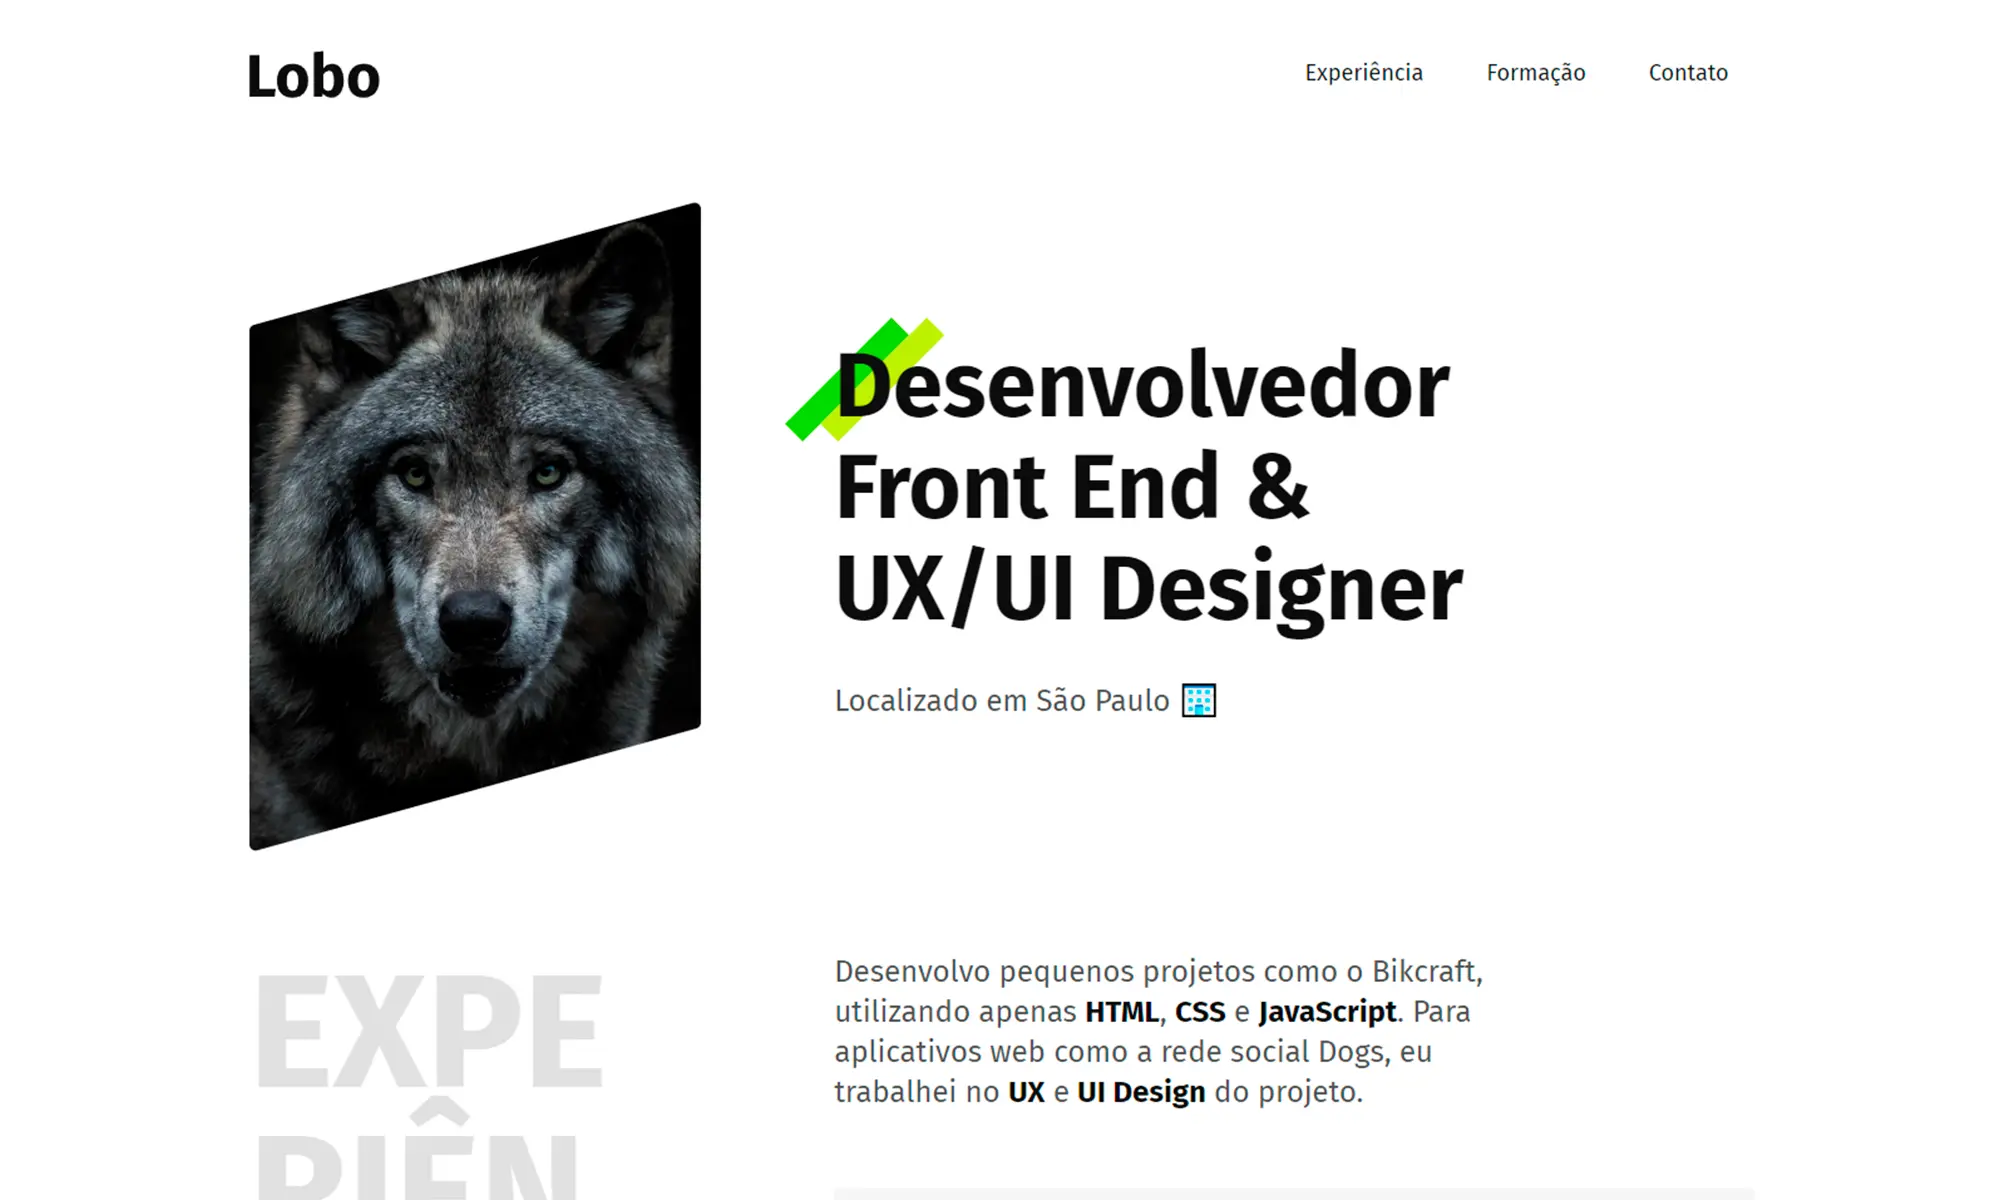 Lobo
Experiência Formação Contato
Desenvolvedor
Front End &
UX/UI Designer
Localizado em São Paulo 🏢
EXPE
RIÊN
Desenvolvo pequenos projetos como o Bikcraft,
utilizando apenas HTML, CSS e JavaScript. Para
aplicativos web como a rede social Dogs, eu
trabalhei no UX e UI Design do projeto.